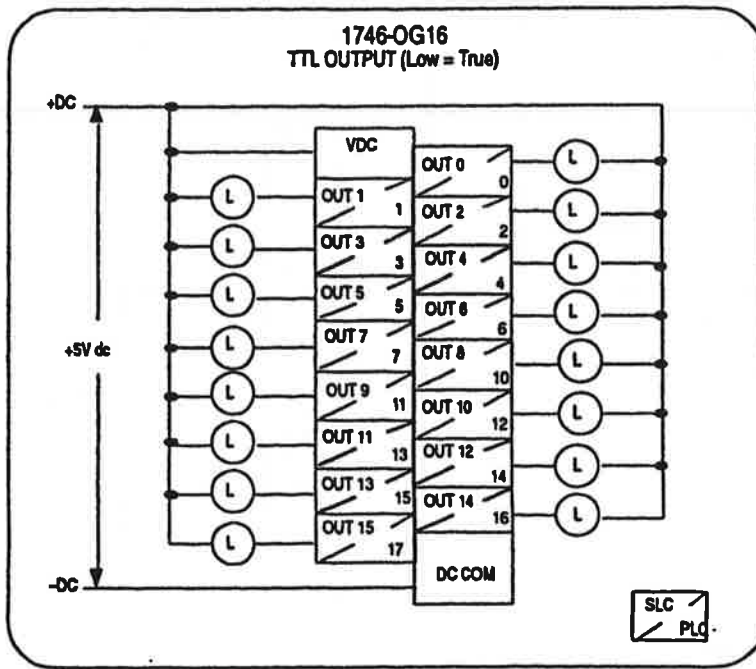 1746-OG16
TTL OUTPUT (Low = True)
+DC
VDC
OUT 0
0
L
L
OUT 1
1
OUT 2
2
L
L
OUT 3
3
OUT 4
4
L
L
OUT 5
5
OUT 6
6
L
+5V dc
L
OUT 7
7
OUT 8
10
L
L
OUT 9
11
OUT 10
12
L
L
OUT 11
13
OUT 12
14
L
L
OUT 13
15
OUT 14
16
L
L
OUT 15
17
DC COM
-DC
SLC
PLC